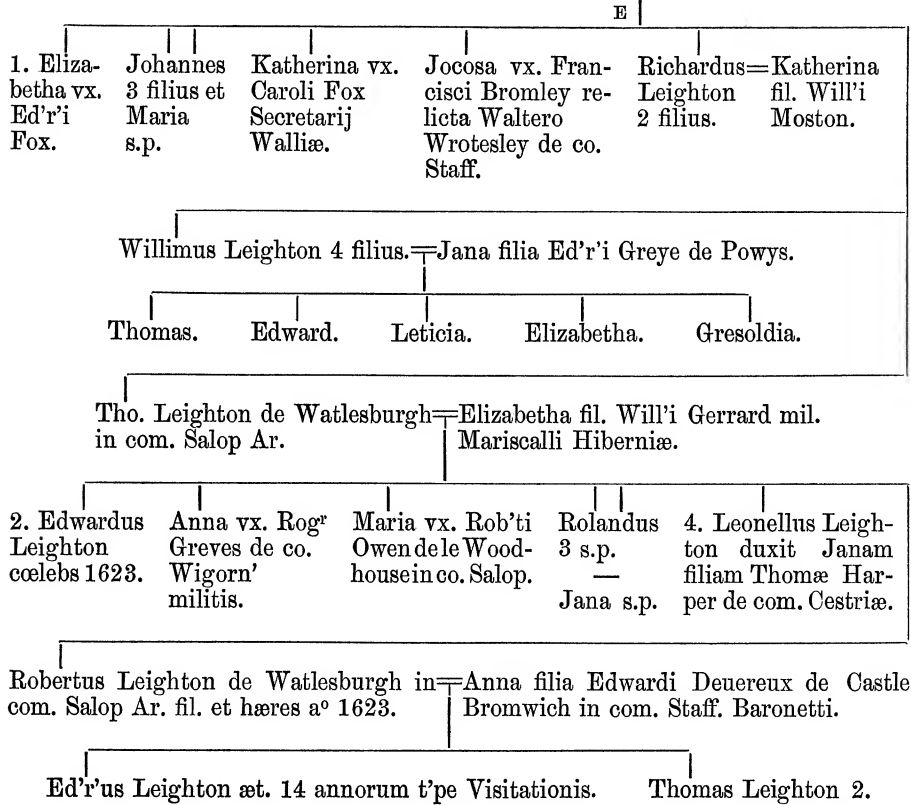 E
1. Eliza-
betha vx.
Ed'r'i
Fox.
Johannes
3 filius et
Maria
s.p.
Katherina vx.
Caroli Fox
Secretarij
Walliæ.
Jocosa vx. Fran-
cisci Bromley re-
licta Waltero
Wrotesley de co.
Staff.
Richardus=Katherina
Leighton fil. Will'i
2 filius. Moston.
Willimus Leighton 4 filius.=Jana filia Ed'r'i Greye de Powys.
Thomas. Edward. Leticia. Elizabetha. Gresoldia.
Tho. Leighton de Watlesburgh=Elizabetha fil. Will'i Gerrard mil.
in com. Salop Ar. Mariscalli Hiberniæ.
2. Edwardus
Leighton
cœlebs 1623.
Anna vx. Rogʳ
Greves de co.
Wigorn'
militis.
Maria vx. Rob'ti
Owen de le Wood-
house in co. Salop.
Rolandus
3 s.p.
—
Jana s.p.
4. Leonellus Leigh-
ton duxit Janam
filiam Thomæ Har-
per de com. Cestriæ.
Robertus Leighton de Watlesburgh in=Anna filia Edwardi Deuereux de Castle
com. Salop Ar. fil. et hæres aº 1623. Bromwich in com. Staff. Baronetti.
Ed'r'us Leighton æt. 14 annorum t'pe Visitationis. Thomas Leighton 2.